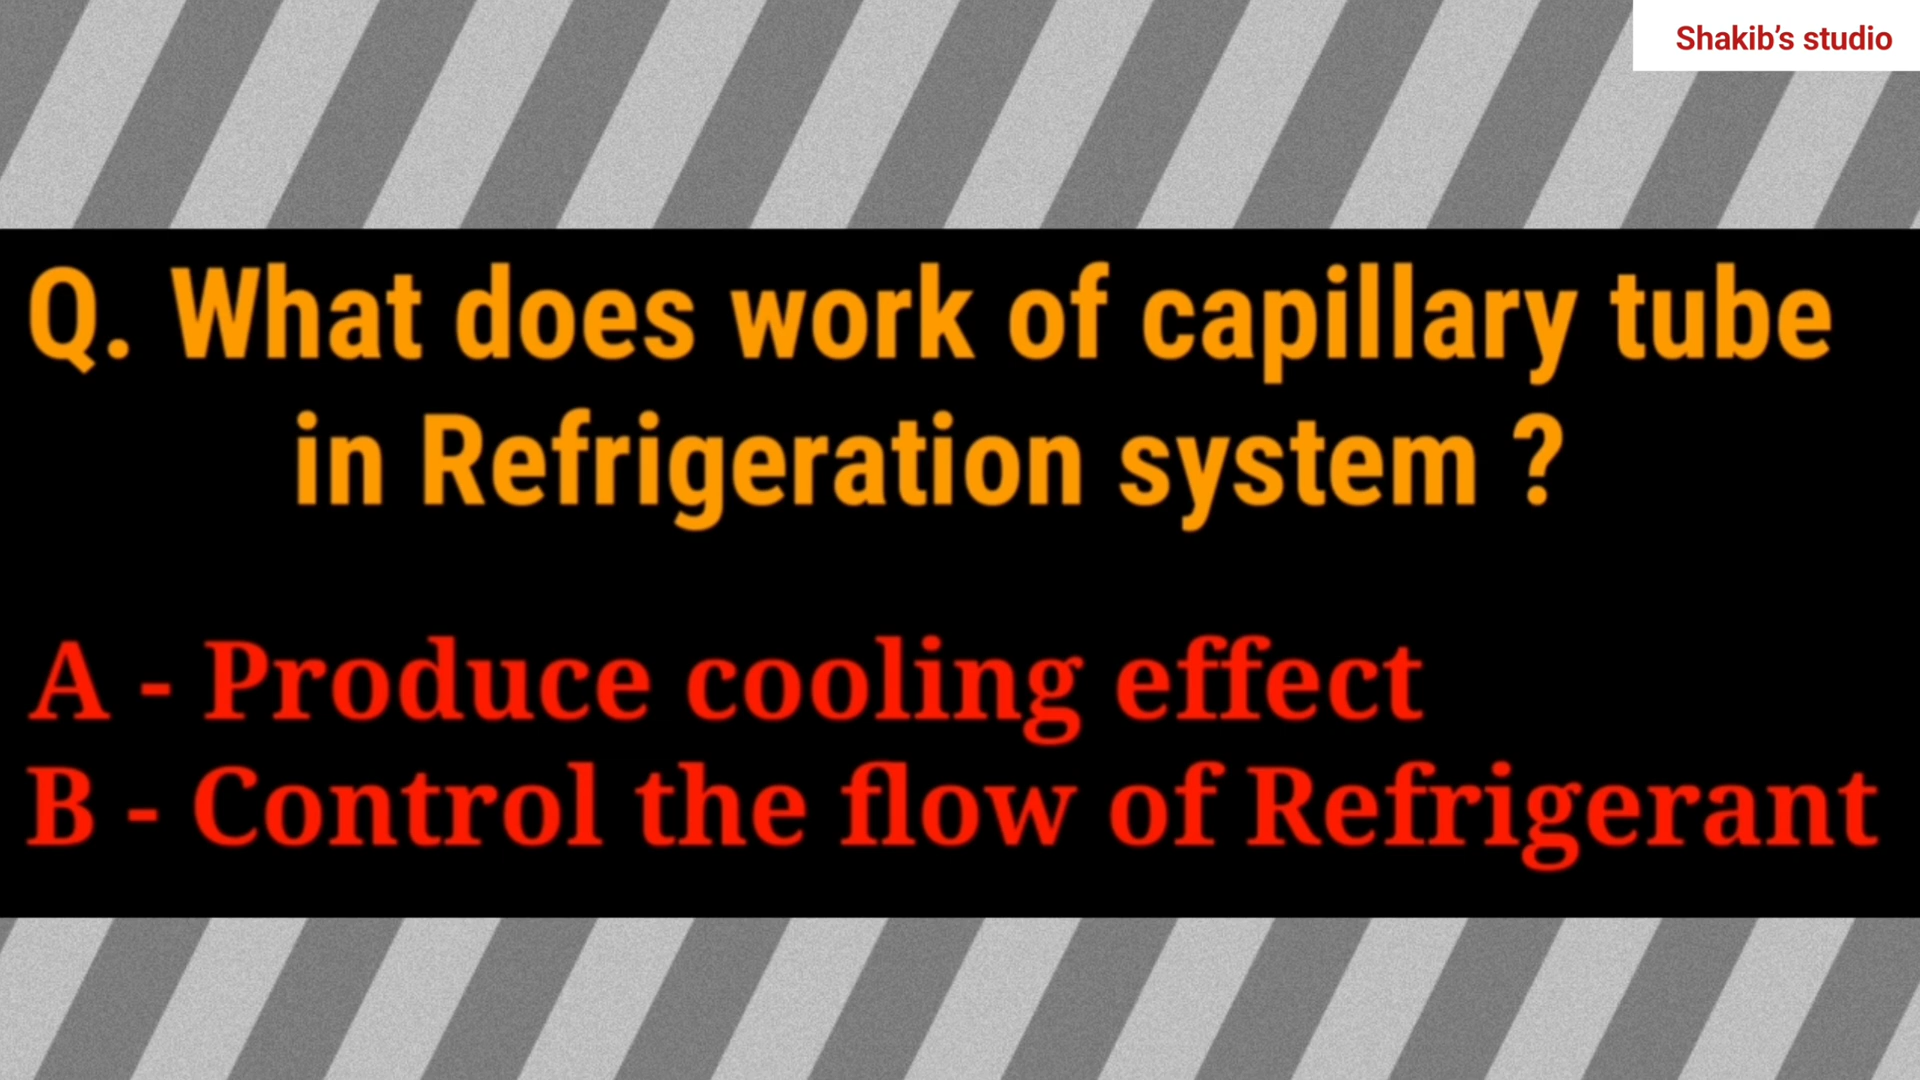 Shakib's studio
Q. What does work of capillary tube
in Refrigeration system ?
A - Produce cooling effect
B - Control the flow of Refrigerant